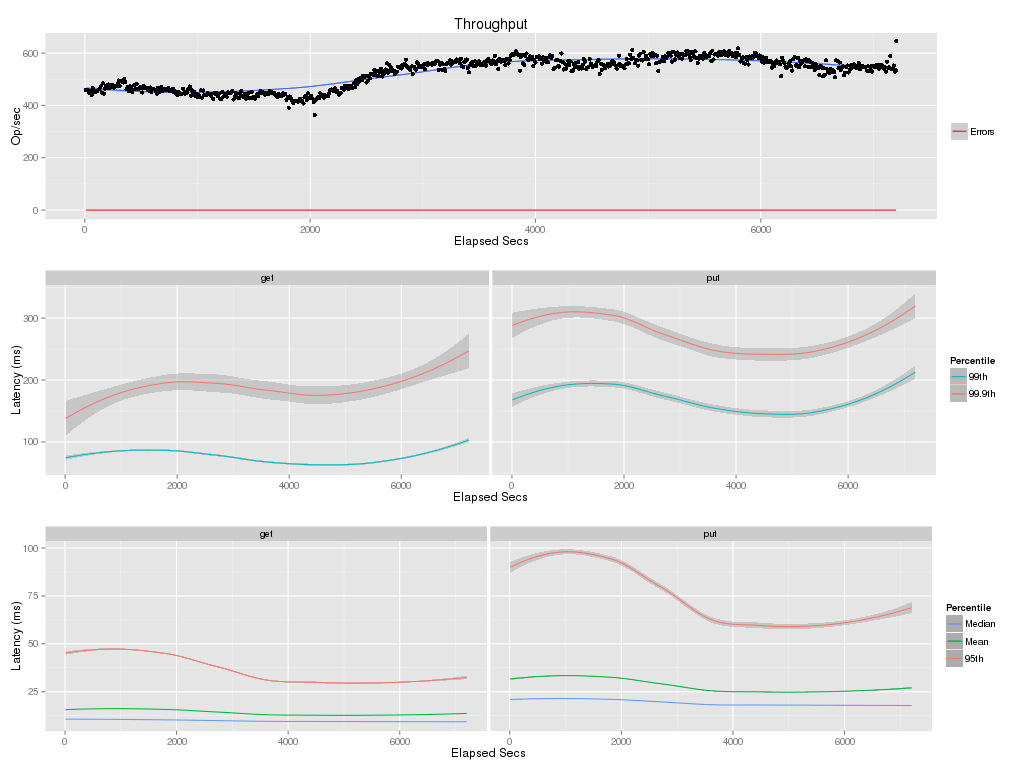 Throughput
600
400
200
0
Op/sec
0 2000 4000 6000
Elapsed Secs
Errors
get put
300
200
100
Latency (ms)
0 2000 4000 6000 0 2000 4000 6000
Elapsed Secs
Percentile
99th
99.9th
get put
100
75
50
25
Latency (ms)
0 2000 4000 6000 0 2000 4000 6000
Elapsed Secs
Percentile
Median
Mean
95th